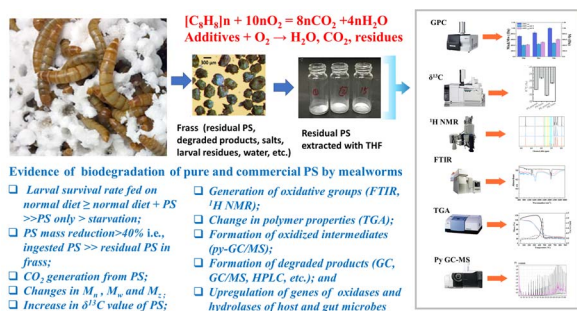 [C₈H₈]n + 10nO₂ = 8nCO₂ +4nH₂O
Additives + O₂ → H₂O, CO₂, residues
500 μm
Frass (residual PS,
degraded products, salts,
larval residues, water, etc.)
Residual PS
extracted with THF
Evidence of biodegradation of pure and commercial PS by mealworms
❑ Larval survival rate fed on
normal diet ≥ normal diet + PS
>>PS only > starvation;
❑ PS mass reduction>40% i.e.,
ingested PS >> residual PS in
frass;
❑ CO₂ generation from PS;
❑ Changes in Mₙ, M_w and M_z;
❑ Increase in δ¹³C value of PS;
❑ Generation of oxidative groups (FTIR,
¹H NMR);
❑ Change in polymer properties (TGA);
❑ Formation of oxidized intermediates
(py-GC/MS);
❑ Formation of degraded products (GC,
GC/MS, HPLC, etc.); and
❑ Upregulation of genes of oxidases and
hydrolases of host and gut microbes
GPC
δ¹³C
¹H NMR
FTIR
TGA
Py GC-MS